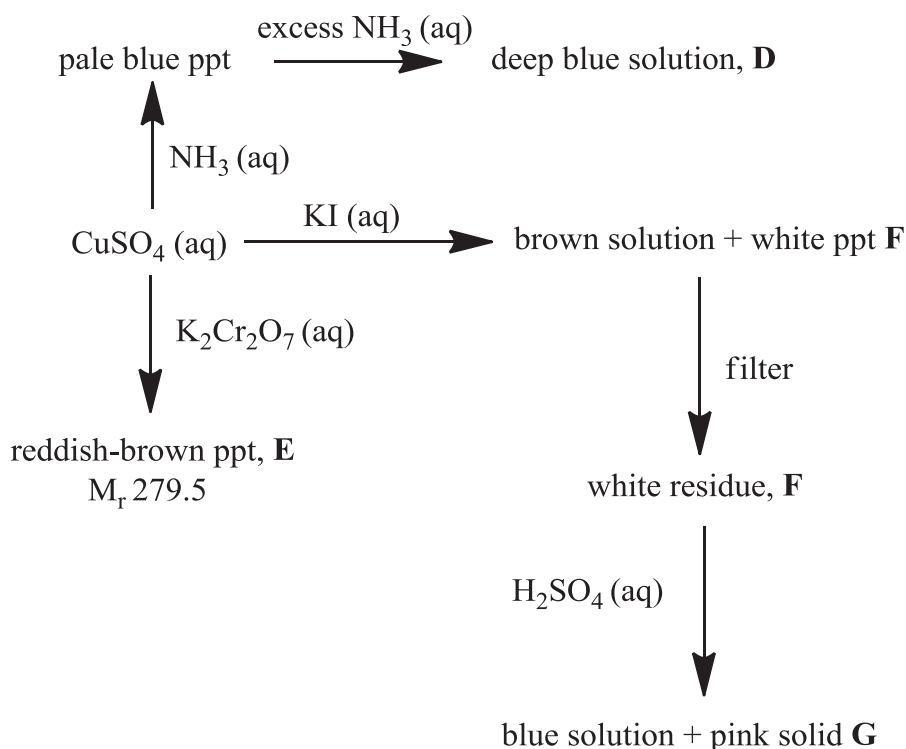 excess NH₃ (aq)
pale blue ppt
deep blue solution, D
NH₃ (aq)
KI (aq)
CuSO₄ (aq)
brown solution + white ppt F
K₂Cr₂O₇ (aq)
filter
reddish-brown ppt, E
Mᵣ 279.5
white residue, F
H₂SO₄ (aq)
blue solution + pink solid G